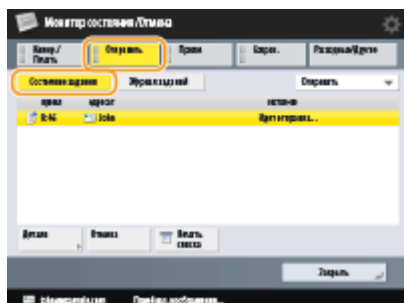 Монитор состояния/Отмена
Копир./
Печать
Отправить
Прием
Сохран.
Расходные/Другое
Состояние задания
Журнал заданий
Отправить
Время
Адресат
Состояние
8:46
John
Идет отправка...
Детали
Отмена
Печать
списка
Закрыть